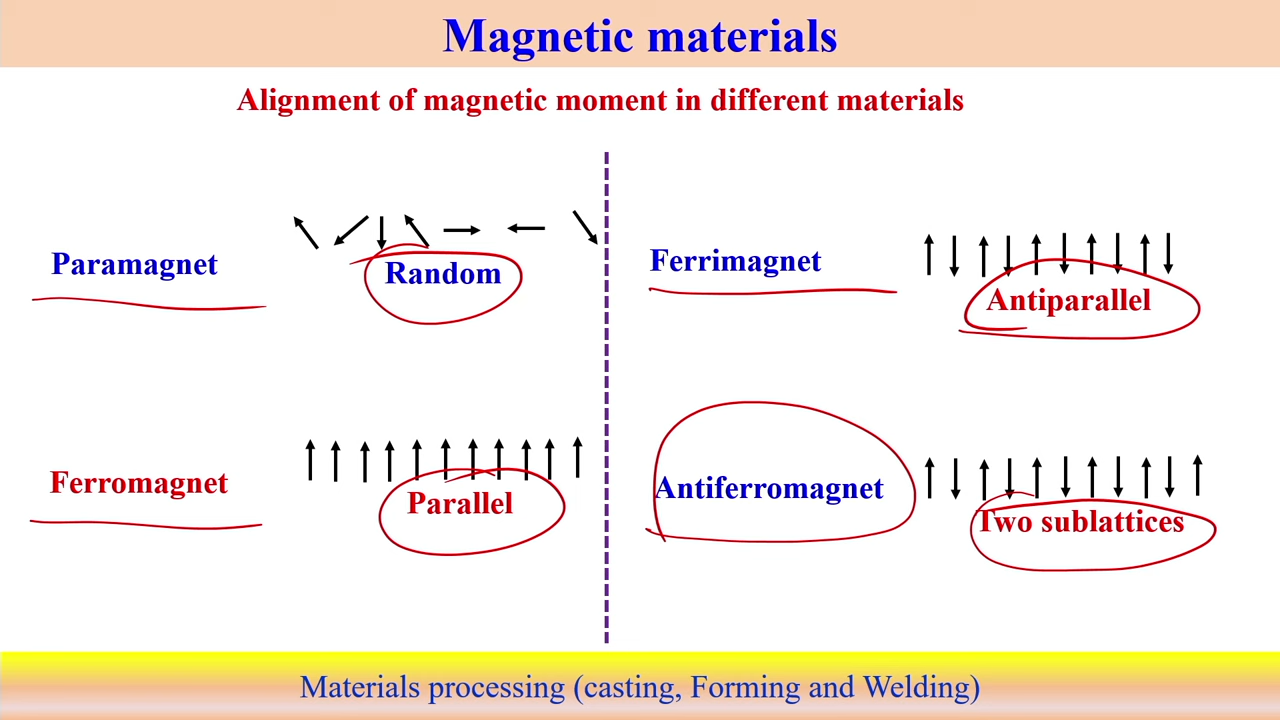 Magnetic materials
Alignment of magnetic moment in different materials
Paramagnet
Random
Ferromagnet
Parallel
Ferrimagnet
Antiparallel
Antiferromagnet
Two sublattices
Materials processing (casting, Forming and Welding)